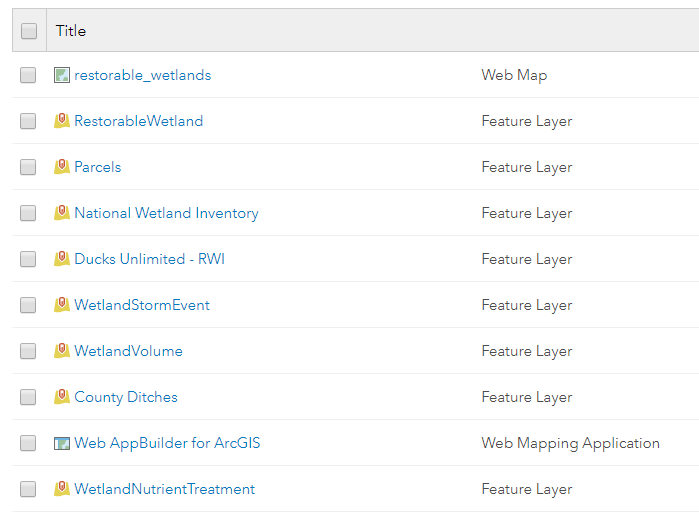 Title
restorable_wetlands Web Map
RestorableWetland Feature Layer
Parcels Feature Layer
National Wetland Inventory Feature Layer
Ducks Unlimited - RWI Feature Layer
WetlandStormEvent Feature Layer
WetlandVolume Feature Layer
County Ditches Feature Layer
Web AppBuilder for ArcGIS Web Mapping Application
WetlandNutrientTreatment Feature Layer